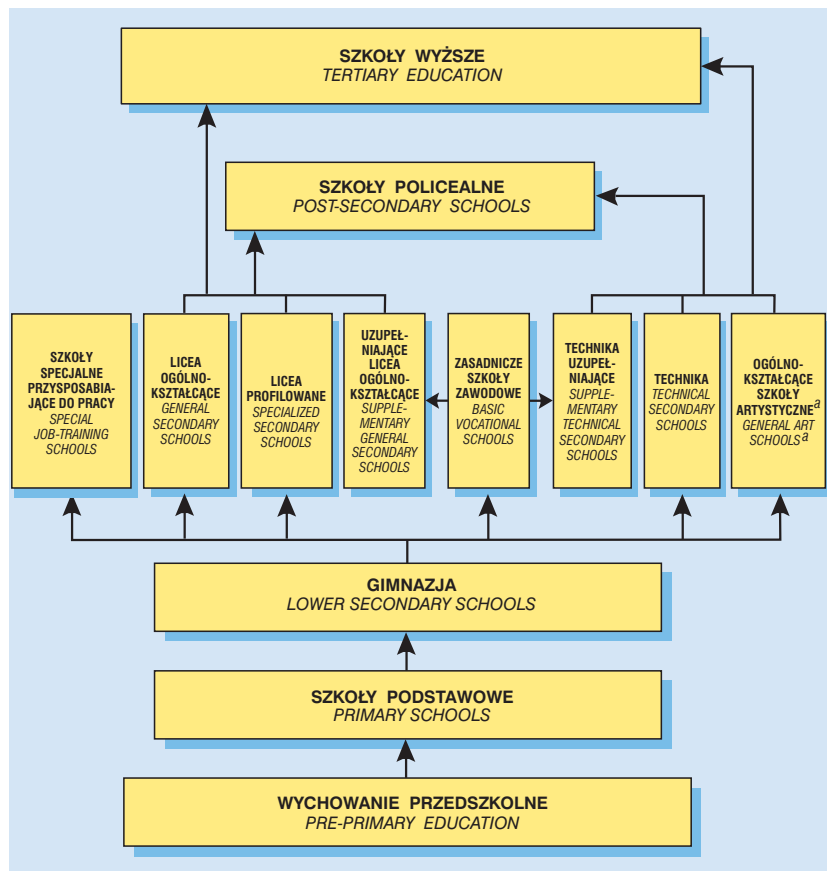 SZKOŁY WYŻSZE
TERTIARY EDUCATION
SZKOŁY POLICEALNE
POST-SECONDARY SCHOOLS
SZKOŁY
SPECJALNE
PRZYSPOSABIA-
JĄCE DO PRACY
SPECIAL
JOB-TRAINING
SCHOOLS
LICEA
OGÓLNO-
KSZTAŁCĄCE
GENERAL
SECONDARY
SCHOOLS
LICEA
PROFILOWANE
SPECIALIZED
SECONDARY
SCHOOLS
UZUPEŁ-
NIAJĄCE
LICEA
OGÓLNO-
KSZTAŁCĄCE
SUPPLE-
MENTARY
GENERAL
SECONDARY
SCHOOLS
ZASADNICZE
SZKOŁY
ZAWODOWE
BASIC
VOCATIONAL
SCHOOLS
TECHNIKA
UZUPEŁ-
NIAJĄCE
SUPPLE-
MENTARY
TECHNICAL
SECONDARY
SCHOOLS
TECHNIKA
TECHNICAL
SECONDARY
SCHOOLS
OGÓLNO-
KSZTAŁCĄCE
SZKOŁY
ARTYSTYCZNE a
GENERAL ART
SCHOOLS a
GIMNAZJA
LOWER SECONDARY SCHOOLS
SZKOŁY PODSTAWOWE
PRIMARY SCHOOLS
WYCHOWANIE PRZEDSZKOLNE
PRE-PRIMARY EDUCATION